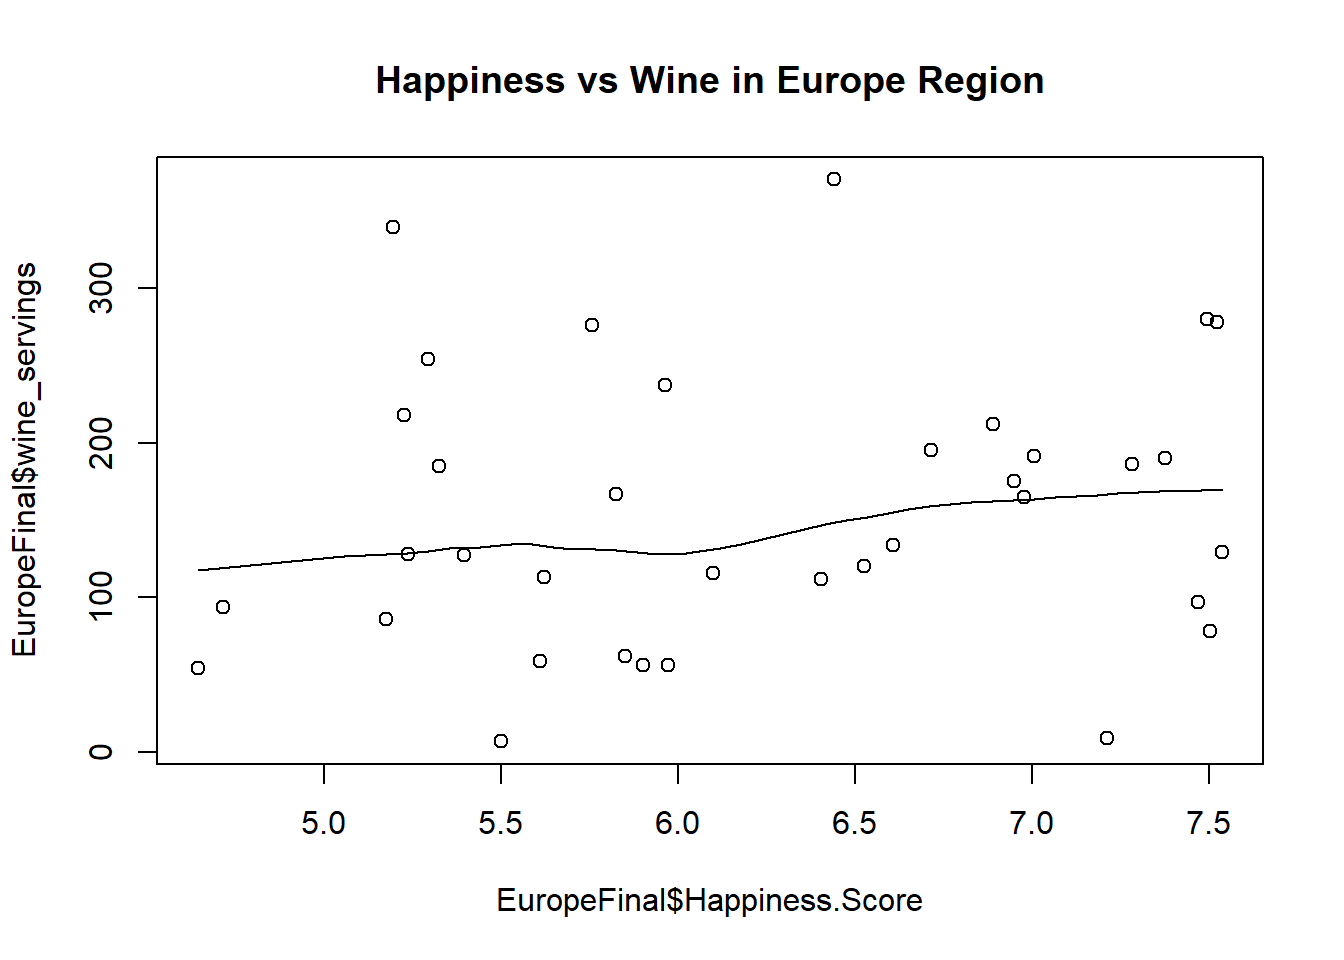 Happiness vs Wine in Europe Region
EuropeFinal$wine_servings
300
200
100
0
5.0 5.5 6.0 6.5 7.0 7.5
EuropeFinal$Happiness.Score